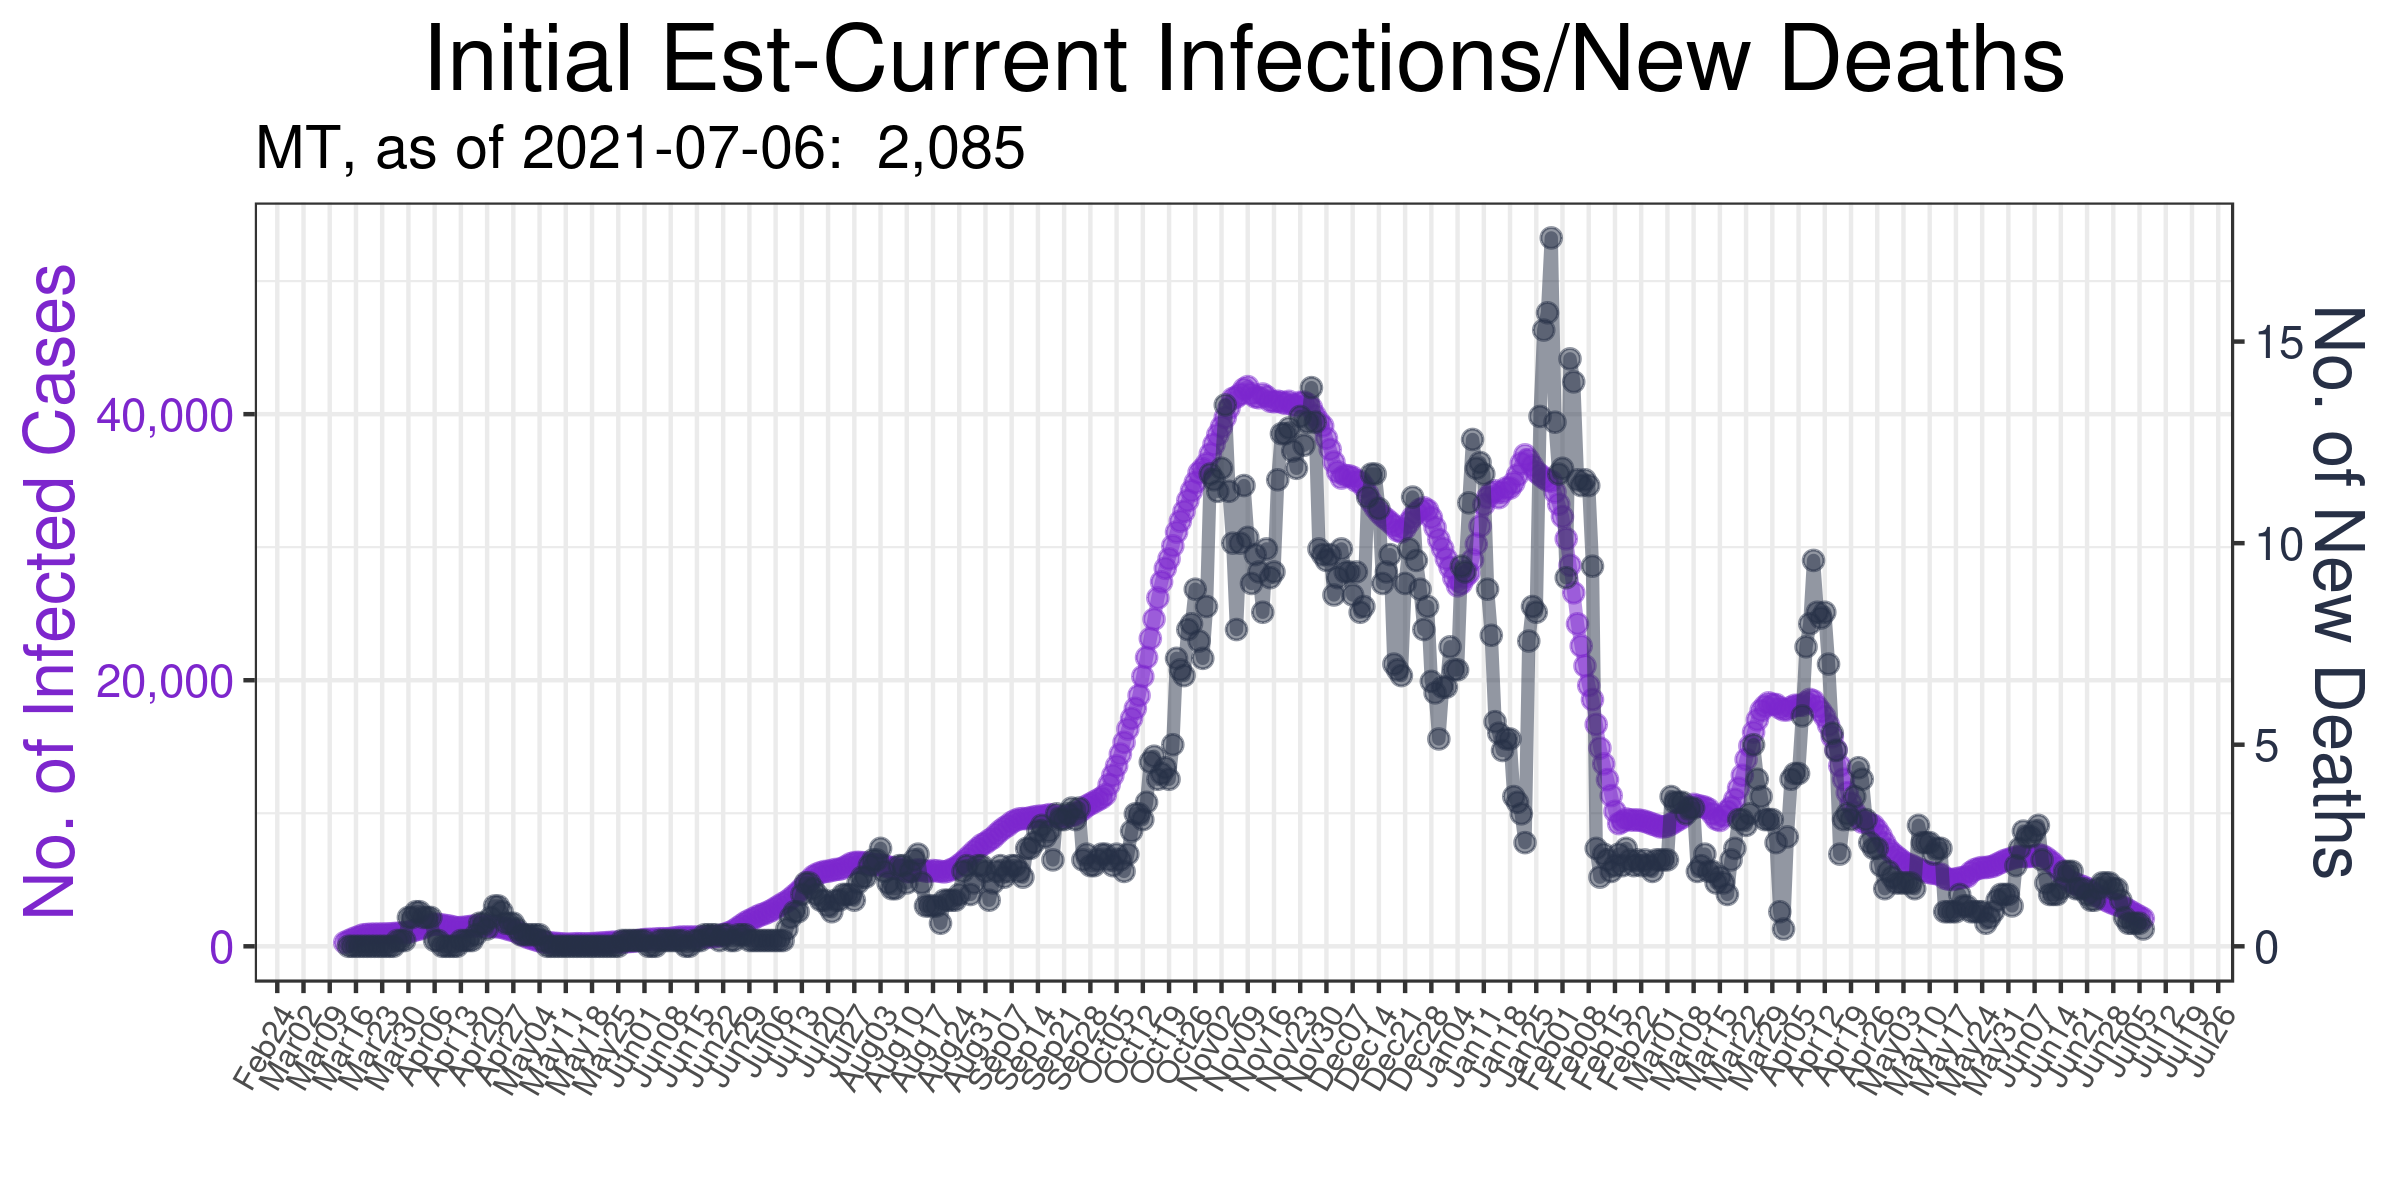 Initial Est-Current Infections/New Deaths
MT, as of 2021-07-06: 2,085
No. of Infected Cases
40,000
20,000
0
15
10
5
0
No. of New Deaths
Feb24
Mar02
Mar09
Mar16
Mar23
Mar30
Apr06
Apr13
Apr20
Apr27
May04
May11
May18
May25
Jun01
Jun08
Jun15
Jun22
Jun29
Jul06
Jul13
Jul20
Jul27
Aug03
Aug10
Aug17
Aug24
Aug31
Sep07
Sep14
Sep21
Sep28
Oct05
Oct12
Oct19
Oct26
Nov02
Nov09
Nov16
Nov23
Nov30
Dec07
Dec14
Dec21
Dec28
Jan04
Jan11
Jan18
Jan25
Feb01
Feb08
Feb15
Feb22
Mar01
Mar08
Mar15
Mar22
Mar29
Apr05
Apr12
Apr19
Apr26
May03
May10
May17
May24
May31
Jun07
Jun14
Jun21
Jun28
Jul05
Jul12
Jul19
Jul26